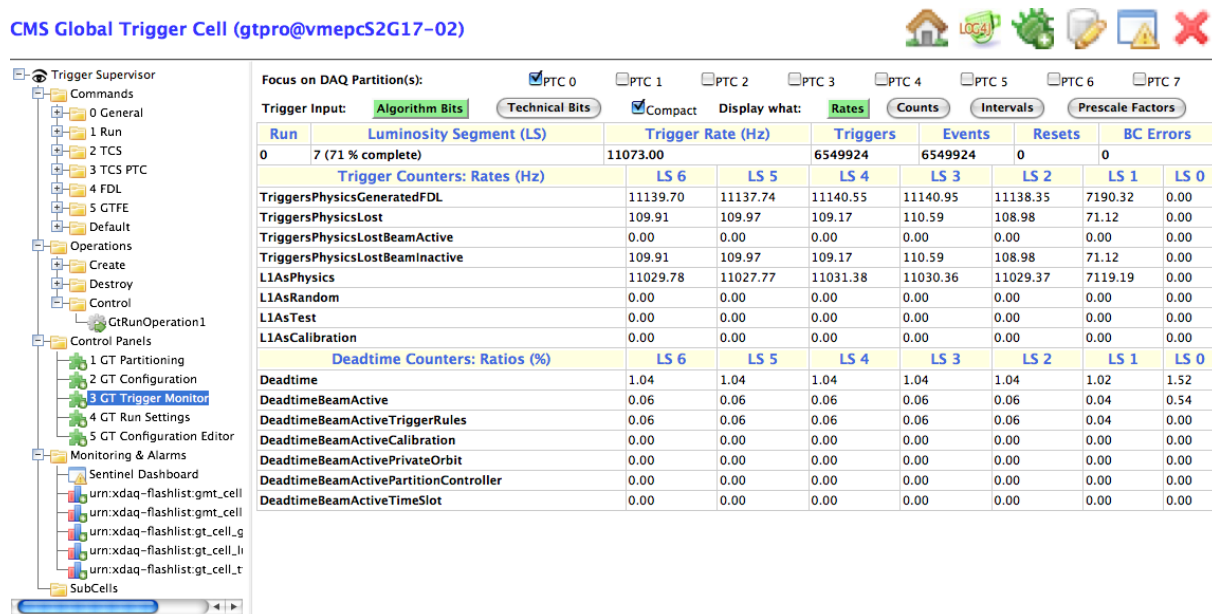 CMS Global Trigger Cell (gtpro@vmepcS2G17-02)
LOG4J
Trigger Supervisor
Commands
0 General
1 Run
2 TCS
3 TCS PTC
4 FDL
5 GTFE
Default
Operations
Create
Destroy
Control
GtRunOperation1
Control Panels
1 GT Partitioning
2 GT Configuration
3 GT Trigger Monitor
4 GT Run Settings
5 GT Configuration Editor
Monitoring & Alarms
Sentinel Dashboard
urn:xdaq-flashlist:gmt_cell
urn:xdaq-flashlist:gmt_cell
urn:xdaq-flashlist:gt_cell_g
urn:xdaq-flashlist:gt_cell_l
urn:xdaq-flashlist:gt_cell_t
SubCells
Focus on DAQ Partition(s): PTC 0 PTC 1 PTC 2 PTC 3 PTC 4 PTC 5 PTC 6 PTC 7
Trigger Input: Algorithm Bits Technical Bits Compact Display what: Rates Counts Intervals Prescale Factors
Run Luminosity Segment (LS) Trigger Rate (Hz) Triggers Events Resets BC Errors
0 7 (71 % complete) 11073.00 6549924 6549924 0 0
Trigger Counters: Rates (Hz) LS 6 LS 5 LS 4 LS 3 LS 2 LS 1 LS 0
TriggersPhysicsGeneratedFDL 11139.70 11137.74 11140.55 11140.95 11138.35 7190.32 0.00
TriggersPhysicsLost 109.91 109.97 109.17 110.59 108.98 71.12 0.00
TriggersPhysicsLostBeamActive 0.00 0.00 0.00 0.00 0.00 0.00 0.00
TriggersPhysicsLostBeamInactive 109.91 109.97 109.17 110.59 108.98 71.12 0.00
L1AsPhysics 11029.78 11027.77 11031.38 11030.36 11029.37 7119.19 0.00
L1AsRandom 0.00 0.00 0.00 0.00 0.00 0.00 0.00
L1AsTest 0.00 0.00 0.00 0.00 0.00 0.00 0.00
L1AsCalibration 0.00 0.00 0.00 0.00 0.00 0.00 0.00
Deadtime Counters: Ratios (%) LS 6 LS 5 LS 4 LS 3 LS 2 LS 1 LS 0
Deadtime 1.04 1.04 1.04 1.04 1.04 1.02 1.52
DeadtimeBeamActive 0.06 0.06 0.06 0.06 0.06 0.04 0.54
DeadtimeBeamActiveTriggerRules 0.06 0.06 0.06 0.06 0.06 0.04 0.00
DeadtimeBeamActiveCalibration 0.00 0.00 0.00 0.00 0.00 0.00 0.00
DeadtimeBeamActivePrivateOrbit 0.00 0.00 0.00 0.00 0.00 0.00 0.00
DeadtimeBeamActivePartitionController 0.00 0.00 0.00 0.00 0.00 0.00 0.00
DeadtimeBeamActiveTimeSlot 0.00 0.00 0.00 0.00 0.00 0.00 0.00